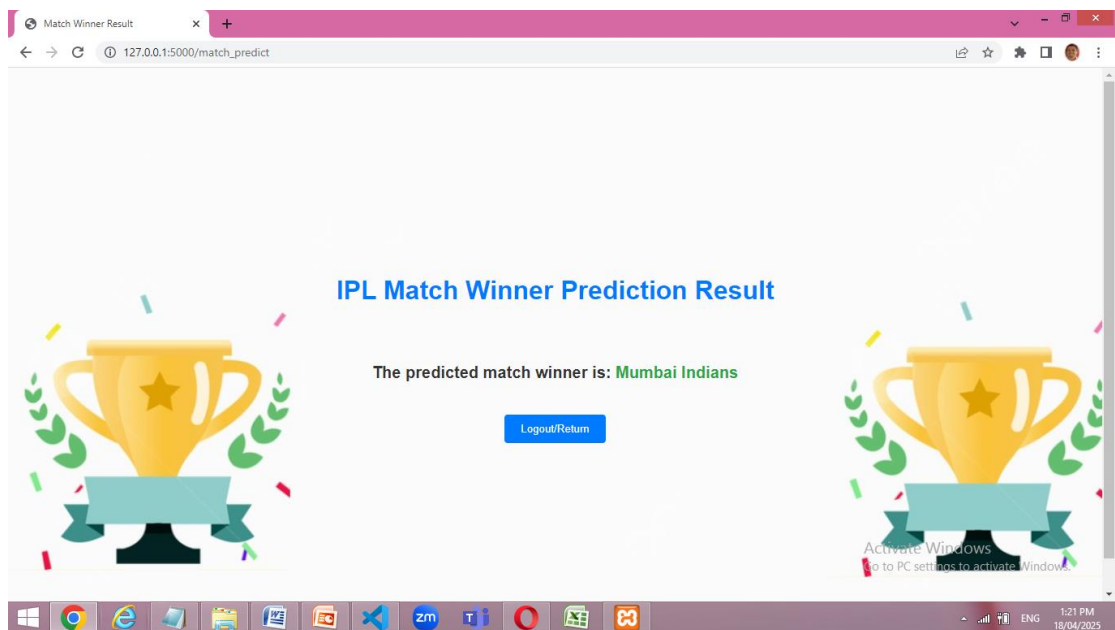 Match Winner Result
127.0.0.1:5000/match_predict
IPL Match Winner Prediction Result
The predicted match winner is: Mumbai Indians
Logout/Return
Activate Windows
Go to PC settings to activate Windows.
zm
ENG
1:21 PM
18/04/2025